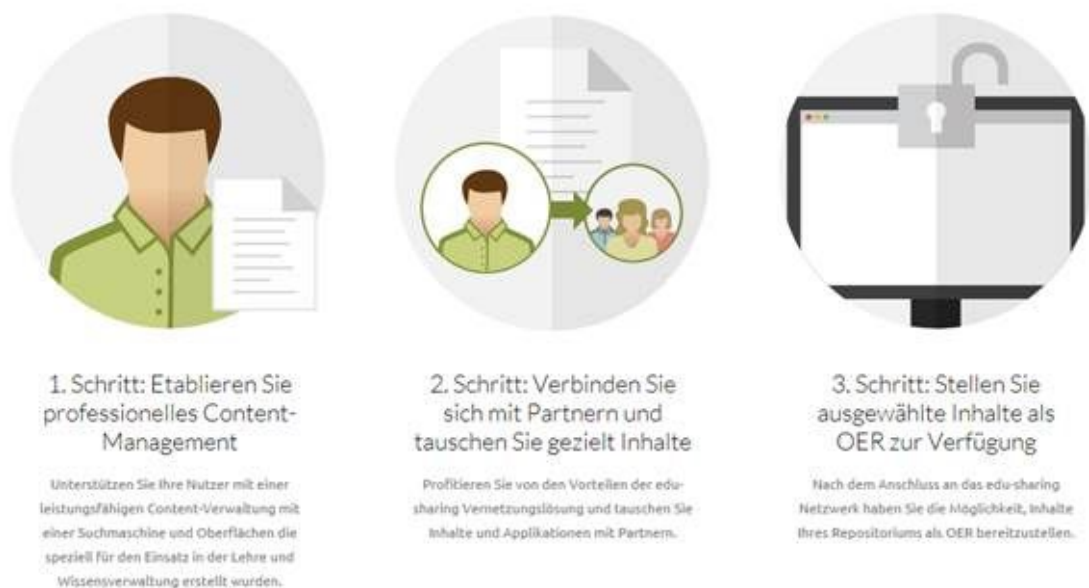 1. Schritt: Etablieren Sie
professionelles Content-
Management
Unterstützen Sie Ihre Nutzer mit einer
leistungsfähigen Content-Verwaltung mit
einer Suchmaschine und Oberflächen die
speziell für den Einsatz in der Lehre und
Wissensverwaltung erstellt wurden.
2. Schritt: Verbinden Sie
sich mit Partnern und
tauschen Sie gezielt Inhalte
Profitieren Sie von den Vorteilen der edu-
sharing Vernetzungslösung und tauschen Sie
Inhalte und Applikationen mit Partnern.
3. Schritt: Stellen Sie
ausgewählte Inhalte als
OER zur Verfügung
Nach dem Anschluss an das edu-sharing
Netzwerk haben Sie die Möglichkeit, Inhalte
Ihres Repositoriums als OER bereitzustellen.